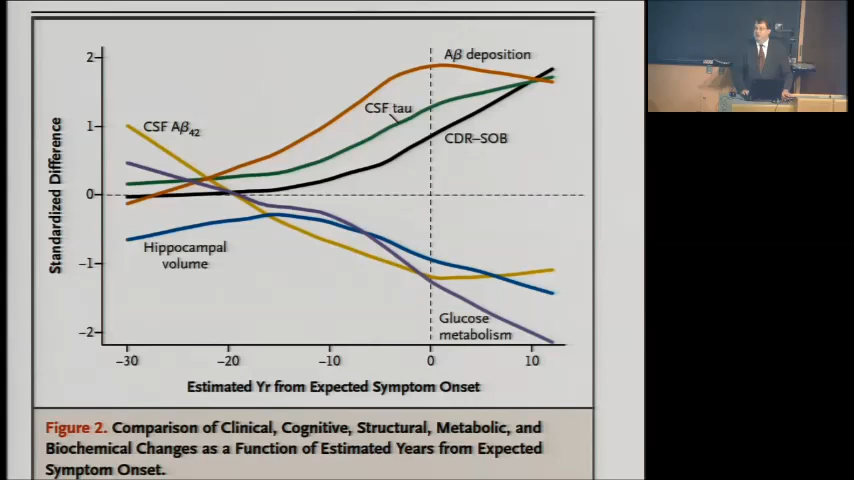 2
Aβ deposition
CSF tau
1
CSF Aβ42
CDR–SOB
Standardized Difference
0
Hippocampal
volume
−1
Glucose
metabolism
−2
−30
−20
−10
0
10
Estimated Yr from Expected Symptom Onset
Figure 2. Comparison of Clinical, Cognitive, Structural, Metabolic, and
Biochemical Changes as a Function of Estimated Years from Expected
Symptom Onset.